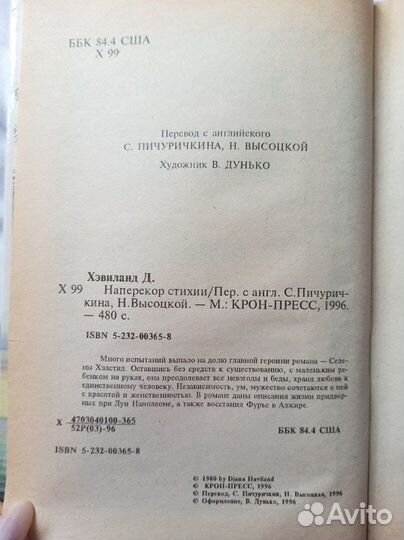 ББК 84.4 США
Х 99
Перевод с английского
С. ПИЧУРИЧКИНА, Н. ВЫСОЦКОЙ
Художник В. ДУНЬКО
Хэвиланд Д.
Х 99 Наперекор стихии/Пер. с англ. С.Пичурич-
кина, Н.Высоцкой. — М.: КРОН-ПРЕСС, 1996.
— 480 с.
ISBN 5-232-00365-8
Много испытаний выпало на долю главной героини романа — Селе-
ны Хэлстид. Оставшись без средств к существованию, с маленьким ре-
бенком на руках, она преодолевает все невзгоды и беды, храня любовь к
единственному человеку. Независимость, ум, мужество сочетаются в ней
с красотой и женственностью. В романе даны описания жизни придвор-
ных при Луи Наполеоне, а также восстания Фурье в Алжире.
Х 4703040100-365
52Р(03)-96
ББК 84.4 США
ISBN 5-232-00365-8
© 1980 by Diana Haviland
© КРОН-ПРЕСС, 1996
© Перевод, С. Пичуричкин, Н. Высоцкая, 1996
© Оформление, В. Дунько, 1996
Avito